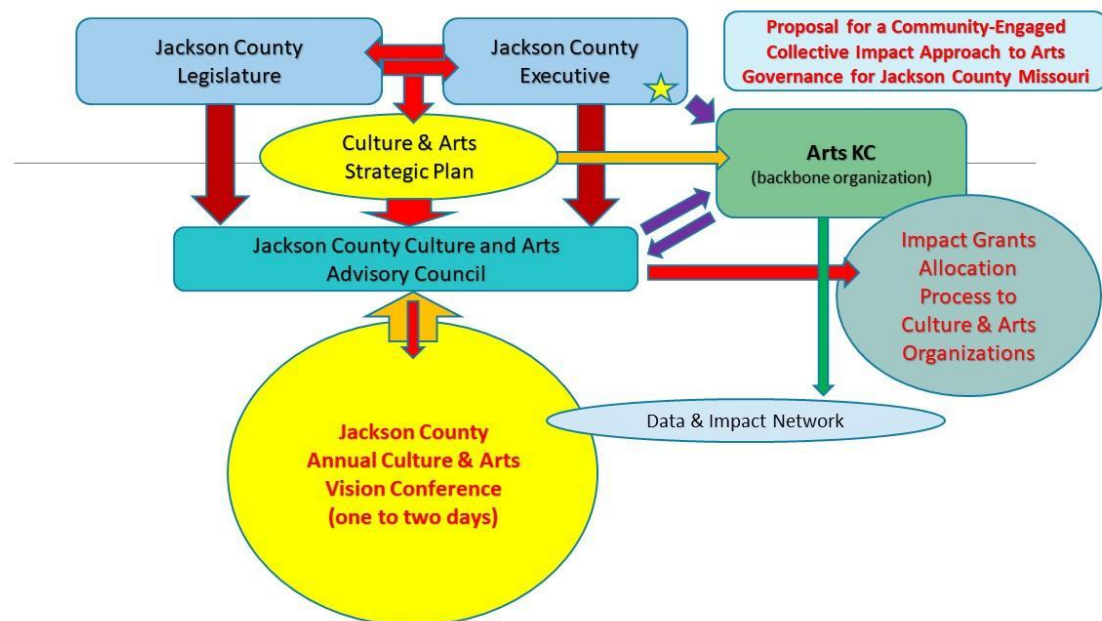 Jackson County
Legislature
Jackson County
Executive
Proposal for a Community-Engaged
Collective Impact Approach to Arts
Governance for Jackson County Missouri
Culture & Arts
Strategic Plan
Arts KC
(backbone organization)
Jackson County Culture and Arts
Advisory Council
Impact Grants
Allocation
Process to
Culture & Arts
Organizations
Data & Impact Network
Jackson County
Annual Culture & Arts
Vision Conference
(one to two days)